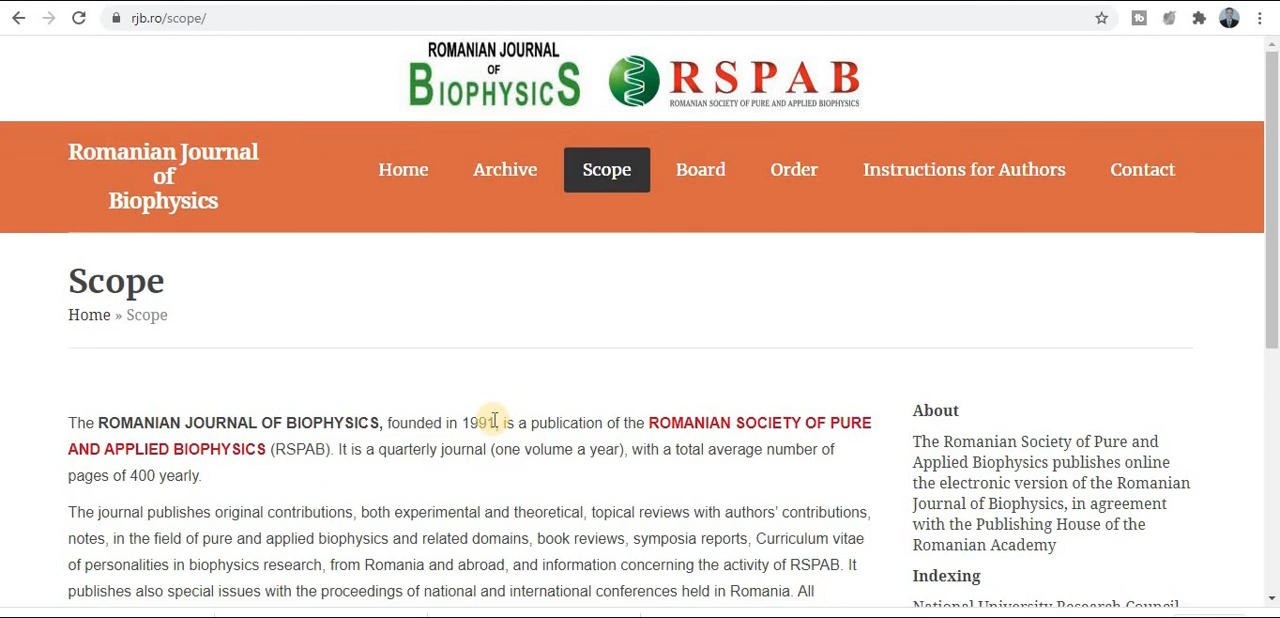 rjb.ro/scope/
ROMANIAN JOURNAL
OF
BIOPHYSICS
RSPAB
ROMANIAN SOCIETY OF PURE AND APPLIED BIOPHYSICS
Romanian Journal
of
Biophysics
Home
Archive
Scope
Board
Order
Instructions for Authors
Contact
Scope
Home » Scope
The ROMANIAN JOURNAL OF BIOPHYSICS, founded in 1991, is a publication of the ROMANIAN SOCIETY OF PURE
AND APPLIED BIOPHYSICS (RSPAB). It is a quarterly journal (one volume a year), with a total average number of
pages of 400 yearly.
The journal publishes original contributions, both experimental and theoretical, topical reviews with authors’ contributions,
notes, in the field of pure and applied biophysics and related domains, book reviews, symposia reports, Curriculum vitae
of personalities in biophysics research, from Romania and abroad, and information concerning the activity of RSPAB. It
publishes also special issues with the proceedings of national and international conferences held in Romania. All
About
The Romanian Society of Pure and
Applied Biophysics publishes online
the electronic version of the Romanian
Journal of Biophysics, in agreement
with the Publishing House of the
Romanian Academy
Indexing
National University Research Council